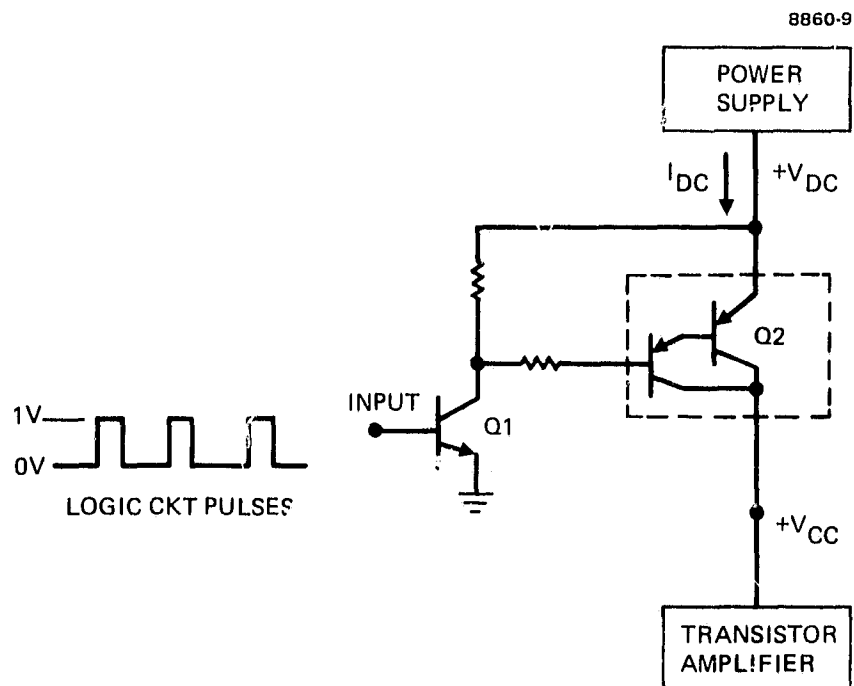 8860-9
POWER
SUPPLY
I DC
+V DC
Q2
INPUT
Q1
1V
0V
LOGIC CKT PULSES
+V CC
TRANSISTOR
AMPLIFIER